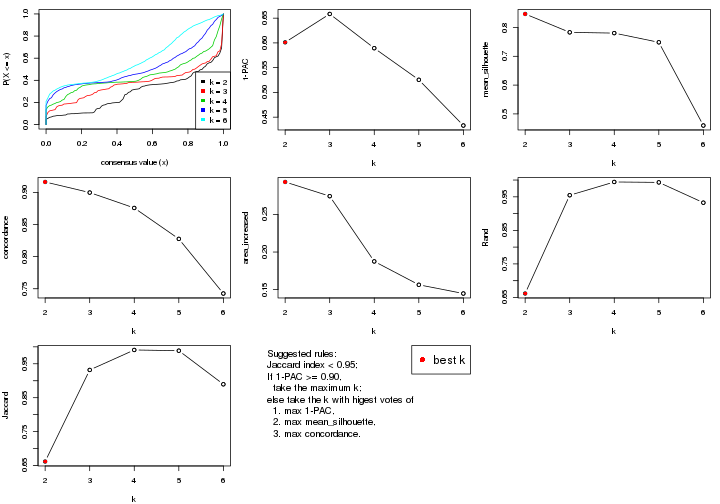 P(X <= x)
0.0 0.2 0.4 0.6 0.8 1.0
k = 2
k = 3
k = 4
k = 5
k = 6
0.0 0.2 0.4 0.6 0.8 1.0
consensus value (x)
1-PAC
0.45 0.50 0.55 0.60 0.65
2 3 4 5 6
k
mean_silhouette
0.5 0.6 0.7 0.8
2 3 4 5 6
k
concordance
0.75 0.80 0.85 0.90
2 3 4 5 6
k
area_increased
0.15 0.20 0.25
2 3 4 5 6
k
Rand
0.65 0.75 0.85 0.95
2 3 4 5 6
k
Jaccard
0.65 0.75 0.85 0.95
2 3 4 5 6
k
Suggested rules:
Jaccard index < 0.95;
If 1-PAC >= 0.90,
take the maximum k;
else take the k with higest votes of
1. max 1-PAC,
2. max mean_silhouette,
3. max concordance.
best k